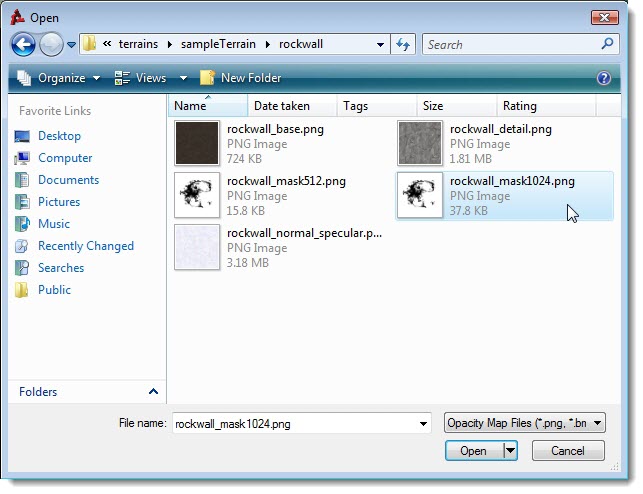 Open
« terrains ▸ sampleTerrain ▸ rockwall
Search
Organize Views New Folder ?
Favorite Links
Desktop
Computer
Documents
Pictures
Music
Recently Changed
Searches
Public
Folders
Name Date taken Tags Size Rating
rockwall_base.png
PNG Image
724 KB
rockwall_detail.png
PNG Image
1.81 MB
rockwall_mask512.png
PNG Image
15.8 KB
rockwall_mask1024.png
PNG Image
37.8 KB
rockwall_normal_specular.p...
PNG Image
3.18 MB
File name: rockwall_mask1024.png
Opacity Map Files (*.png, *.bn
Open Cancel